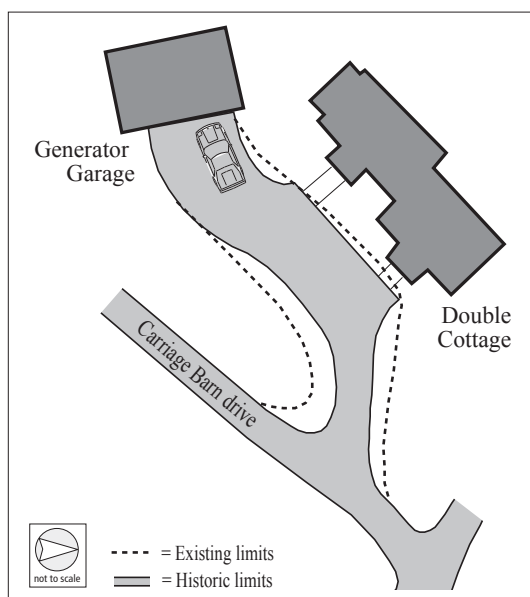 Generator
Garage
Double
Cottage
Carriage Barn drive
not to scale
= Existing limits
= Historic limits